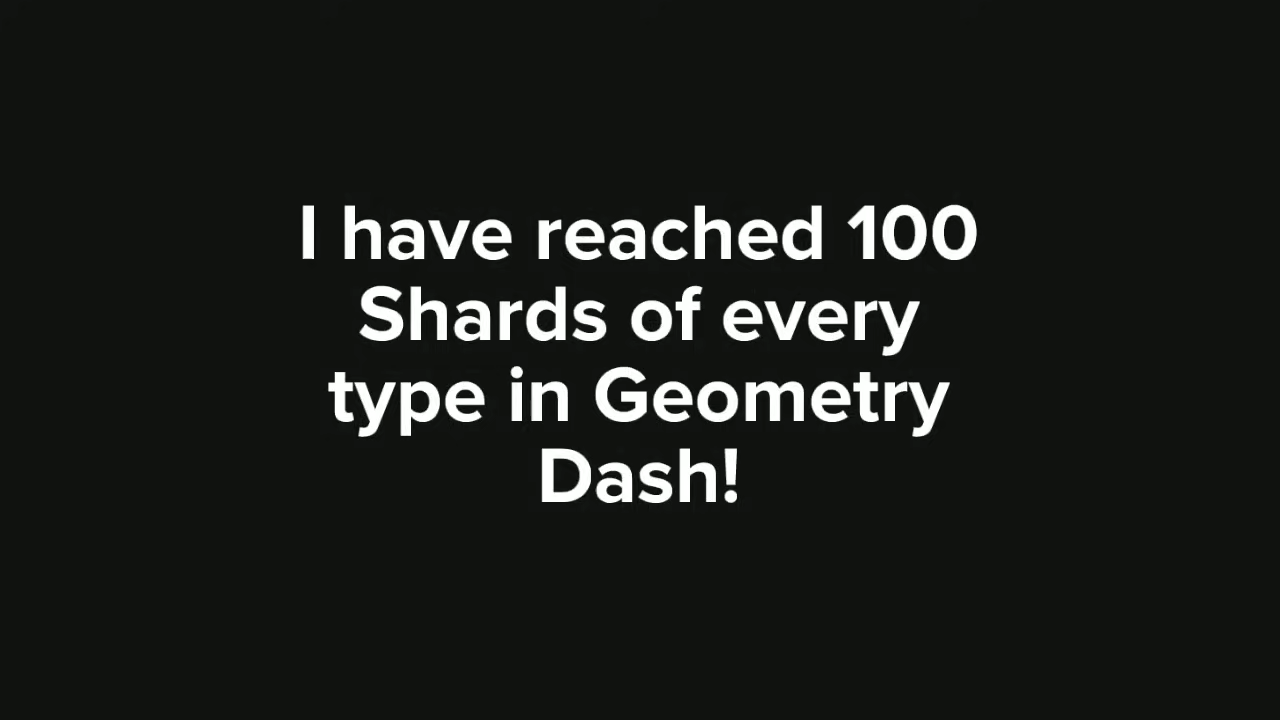 I have reached 100
Shards of every
type in Geometry
Dash!